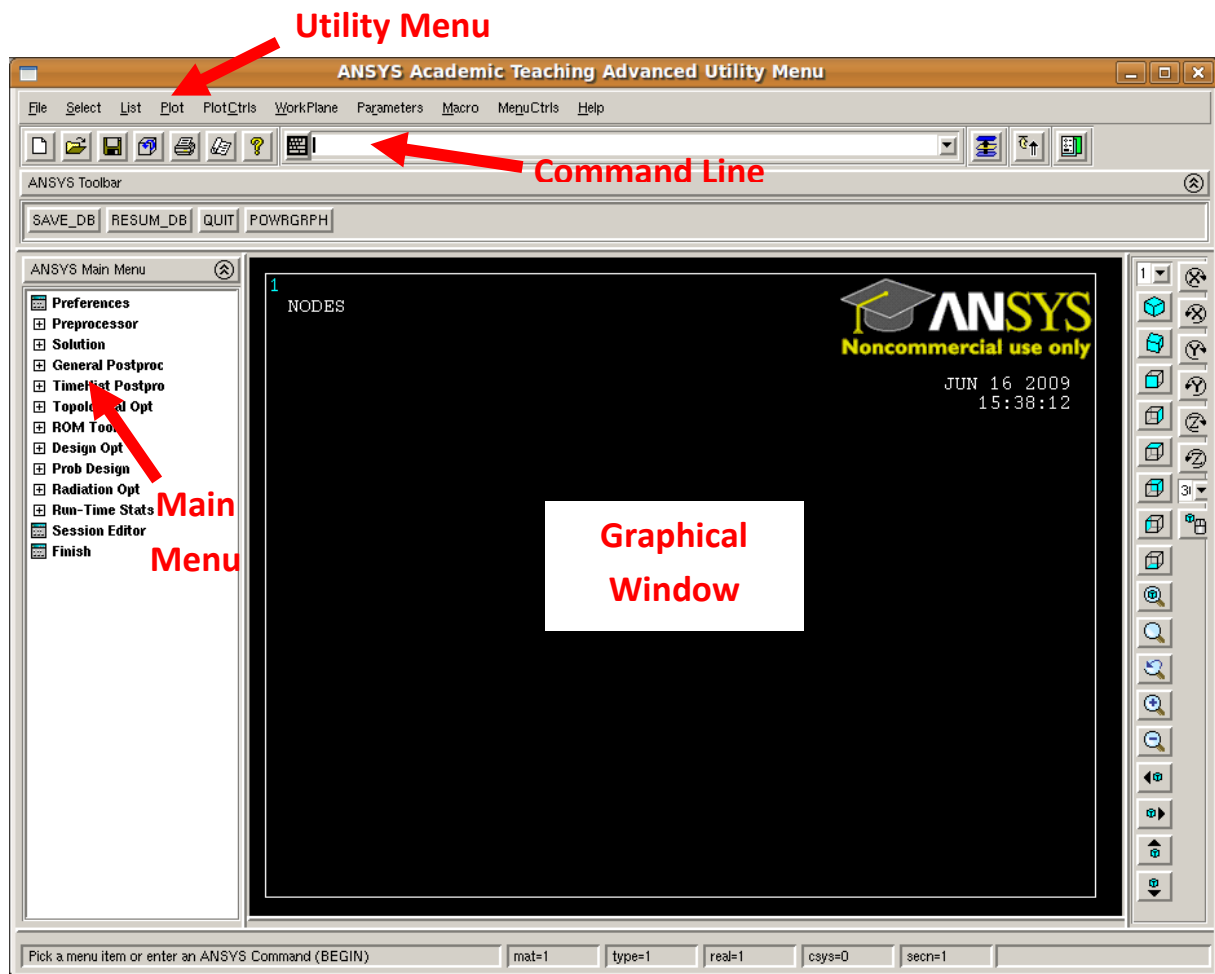 Utility Menu
ANSYS Academic Teaching Advanced Utility Menu
File Select List Plot PlotCtrls WorkPlane Parameters Macro MenuCtrls Help
Command Line
ANSYS Toolbar
SAVE_DB RESUM_DB QUIT POWRGRPH
ANSYS Main Menu
Preferences
Preprocessor
Solution
General Postproc
TimeHist Postpro
Topological Opt
ROM Tool
Design Opt
Prob Design
Radiation Opt
Run-Time Stats
Session Editor
Finish
Main
Menu
1
NODES
ANSYS
Noncommercial use only
JUN 16 2009
15:38:12
Graphical
Window
1
X
X
Y
Y
Z
Z
Pick a menu item or enter an ANSYS Command (BEGIN) mat=1 type=1 real=1 csys=0 secn=1